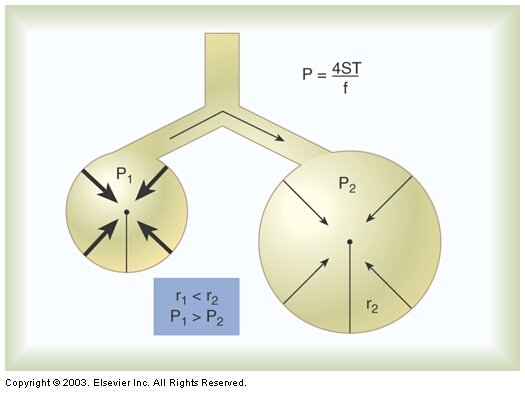 P = 4ST
f
P1
P2
r2
r1 < r2
P1 > P2
Copyright © 2003. Elsevier Inc. All Rights Reserved.